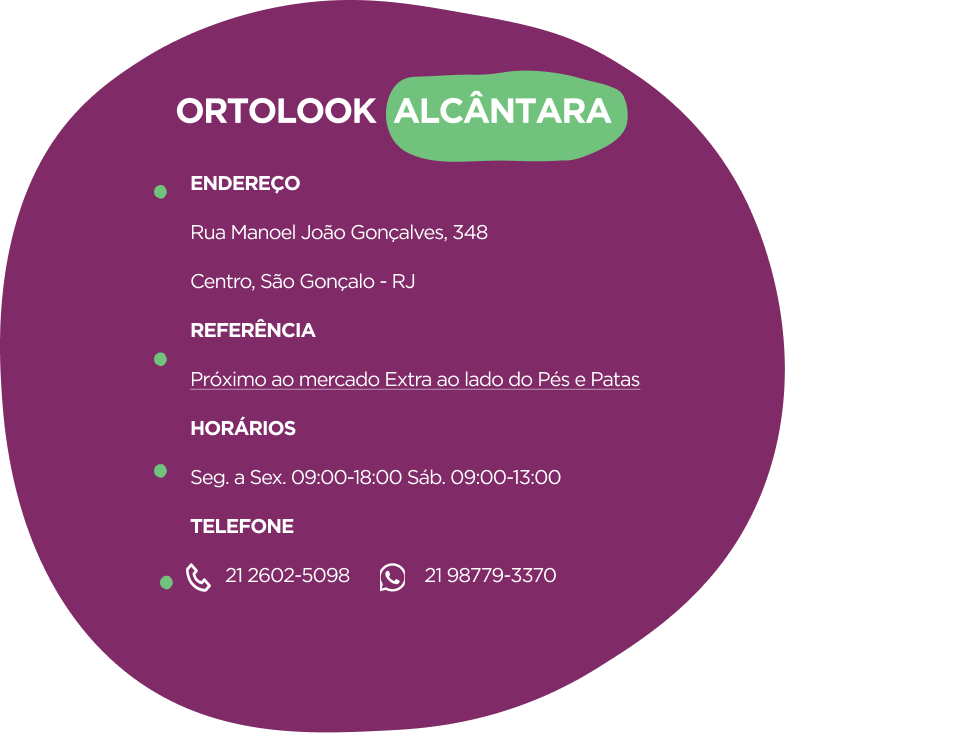 ORTOLOOK ALCÂNTARA
ENDEREÇO
Rua Manoel João Gonçalves, 348
Centro, São Gonçalo - RJ
REFERÊNCIA
Próximo ao mercado Extra ao lado do Pés e Patas
HORÁRIOS
Seg. a Sex. 09:00-18:00 Sáb. 09:00-13:00
TELEFONE
21 2602-5098 21 98779-3370